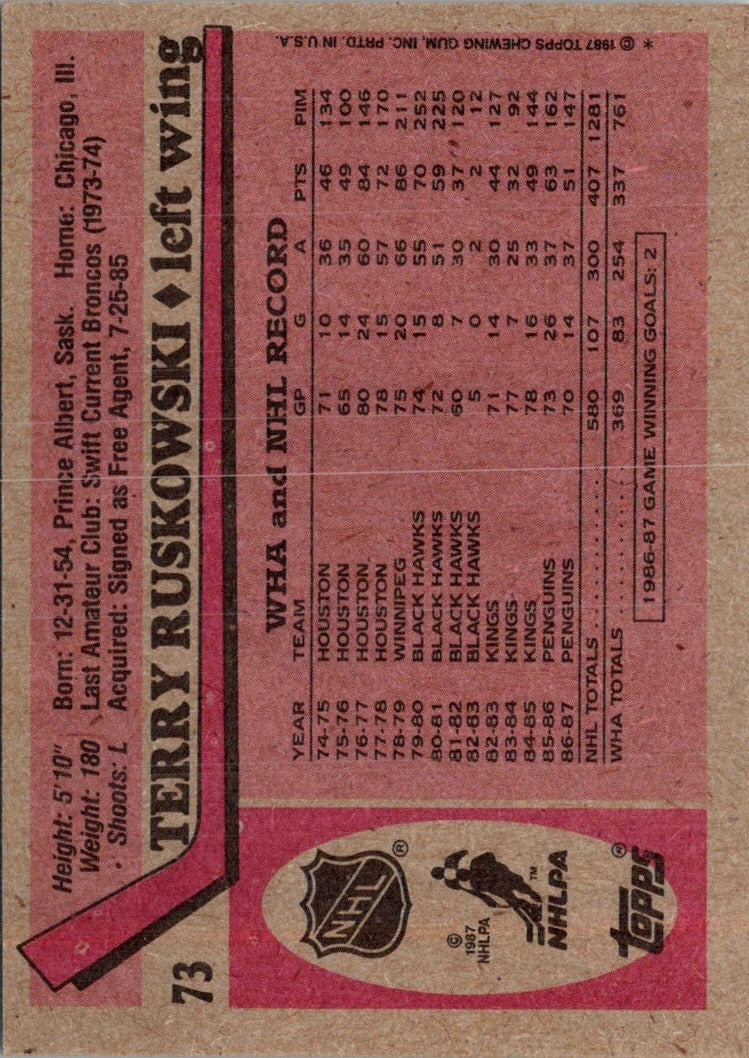 73
Height: 5'10" Born: 12-31-54, Prince Albert, Sask. Home: Chicago, Ill.
Weight: 180 Last Amateur Club: Swift Current Broncos (1973-74)
Shoots: L Acquired: Signed as Free Agent, 7-25-85
TERRY RUSKOWSKI ♦ left wing
WHA and NHL RECORD
YEAR TEAM GP G A PTS PIM
74-75 HOUSTON 71 10 36 46 134
75-76 HOUSTON 65 14 35 49 100
76-77 HOUSTON 80 24 60 84 146
77-78 HOUSTON 78 15 57 72 170
78-79 WINNIPEG 75 20 66 86 211
79-80 BLACK HAWKS 74 15 55 70 252
80-81 BLACK HAWKS 72 8 51 59 225
81-82 BLACK HAWKS 60 7 30 37 120
82-83 BLACK HAWKS 5 0 2 2 12
82-83 KINGS 71 14 30 44 127
83-84 KINGS 77 7 25 32 92
84-85 KINGS 78 16 33 49 144
85-86 PENGUINS 73 26 37 63 162
86-87 PENGUINS 70 14 37 51 147
NHL TOTALS .......... 580 107 300 407 1281
WHA TOTALS .......... 369 83 254 337 761
1986-87 GAME WINNING GOALS: 2
NHL ®
© 1987 NHLPA
NHLPA ™
TOPPS ®
* © 1987 TOPPS CHEWING GUM, INC. PRTD. IN U.S.A.